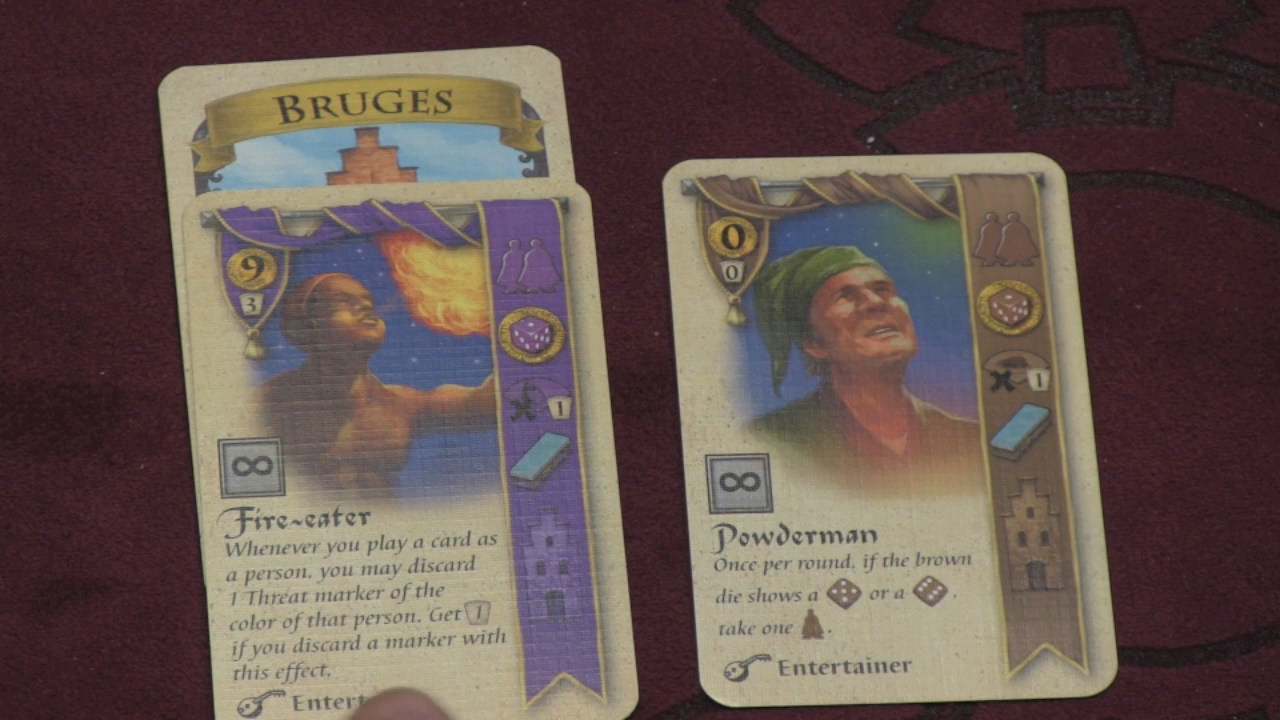 BRUGES
9
3
1
∞
Fire-eater
Whenever you play a card as
a person, you may discard
1 Threat marker of the
color of that person. Get 1
if you discard a marker with
this effect.
0
0
1
∞
Powderman
Once per round, if the brown
die shows a or a .
take one .
Entertainer